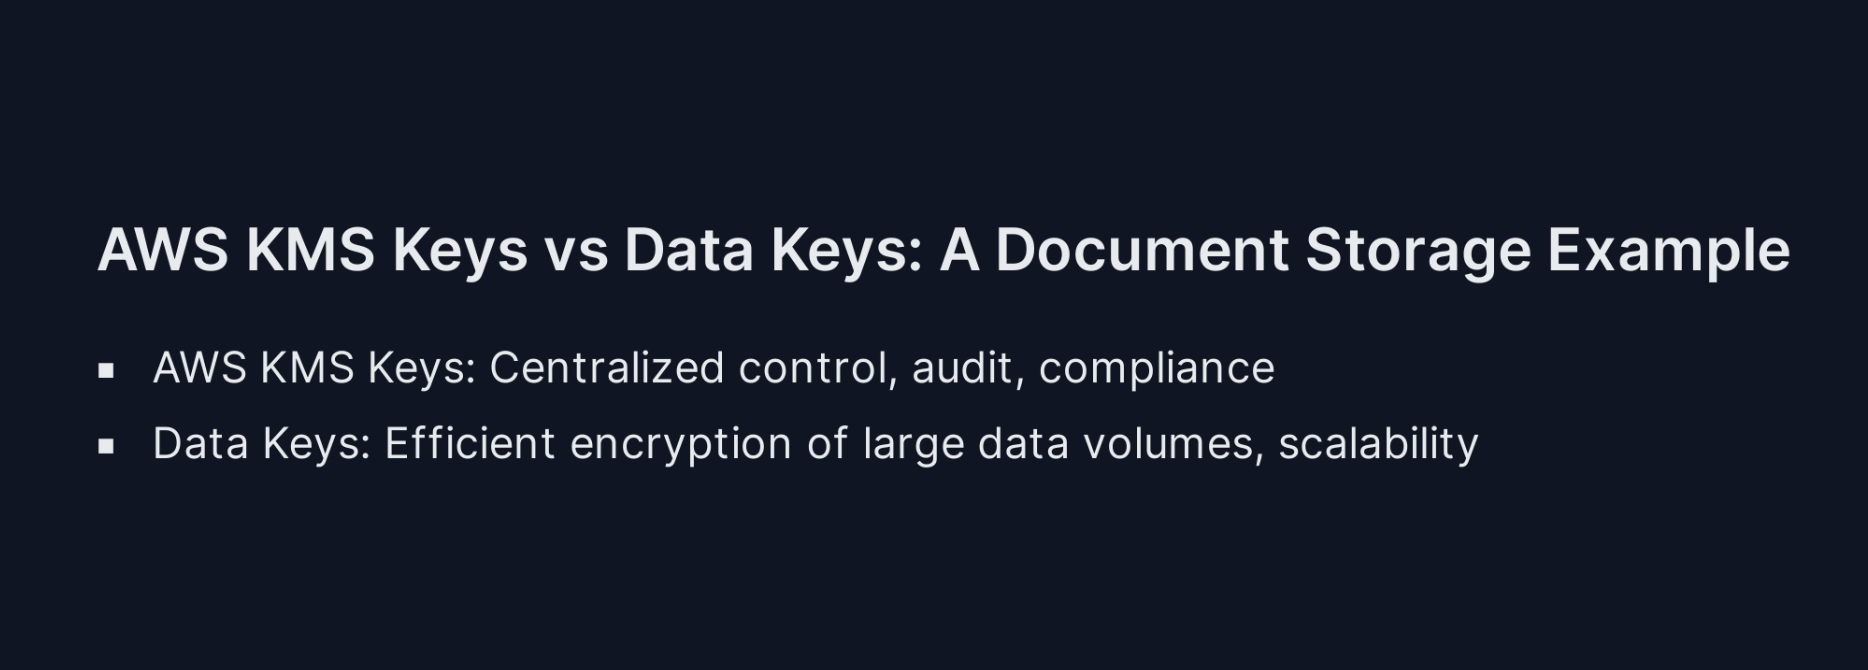 AWS KMS Keys vs Data Keys: A Document Storage Example
▪ AWS KMS Keys: Centralized control, audit, compliance
▪ Data Keys: Efficient encryption of large data volumes, scalability